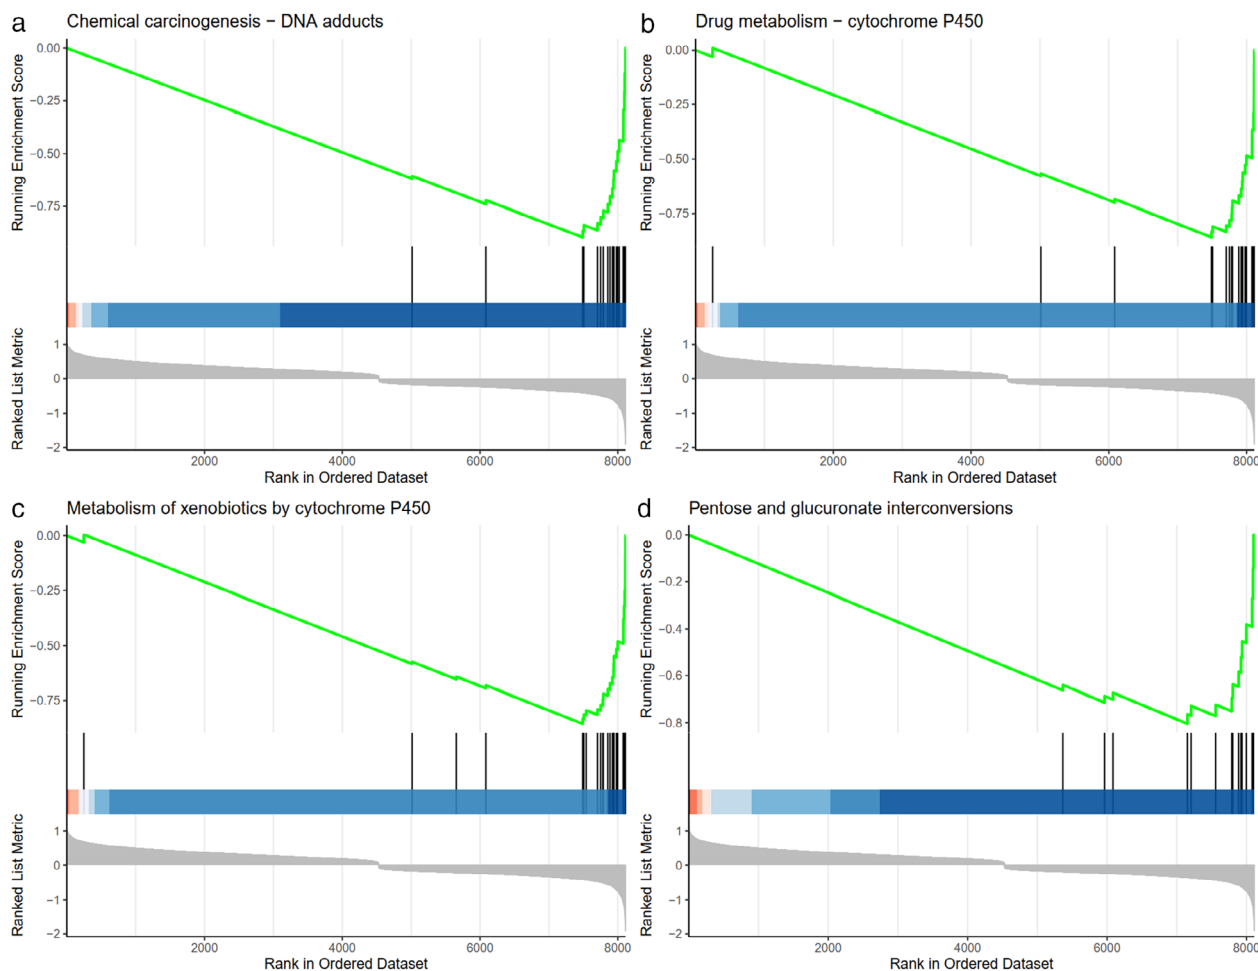 a
Chemical carcinogenesis – DNA adducts
Running Enrichment Score
0.00
−0.25
−0.50
−0.75
Ranked List Metric
1
0
−1
−2
2000
4000
6000
8000
Rank in Ordered Dataset
b
Drug metabolism – cytochrome P450
Running Enrichment Score
0.00
−0.25
−0.50
−0.75
Ranked List Metric
1
0
−1
−2
2000
4000
6000
8000
Rank in Ordered Dataset
c
Metabolism of xenobiotics by cytochrome P450
Running Enrichment Score
0.00
−0.25
−0.50
−0.75
Ranked List Metric
1
0
−1
−2
2000
4000
6000
8000
Rank in Ordered Dataset
d
Pentose and glucuronate interconversions
Running Enrichment Score
0.0
−0.2
−0.4
−0.6
−0.8
Ranked List Metric
1
0
−1
−2
2000
4000
6000
8000
Rank in Ordered Dataset